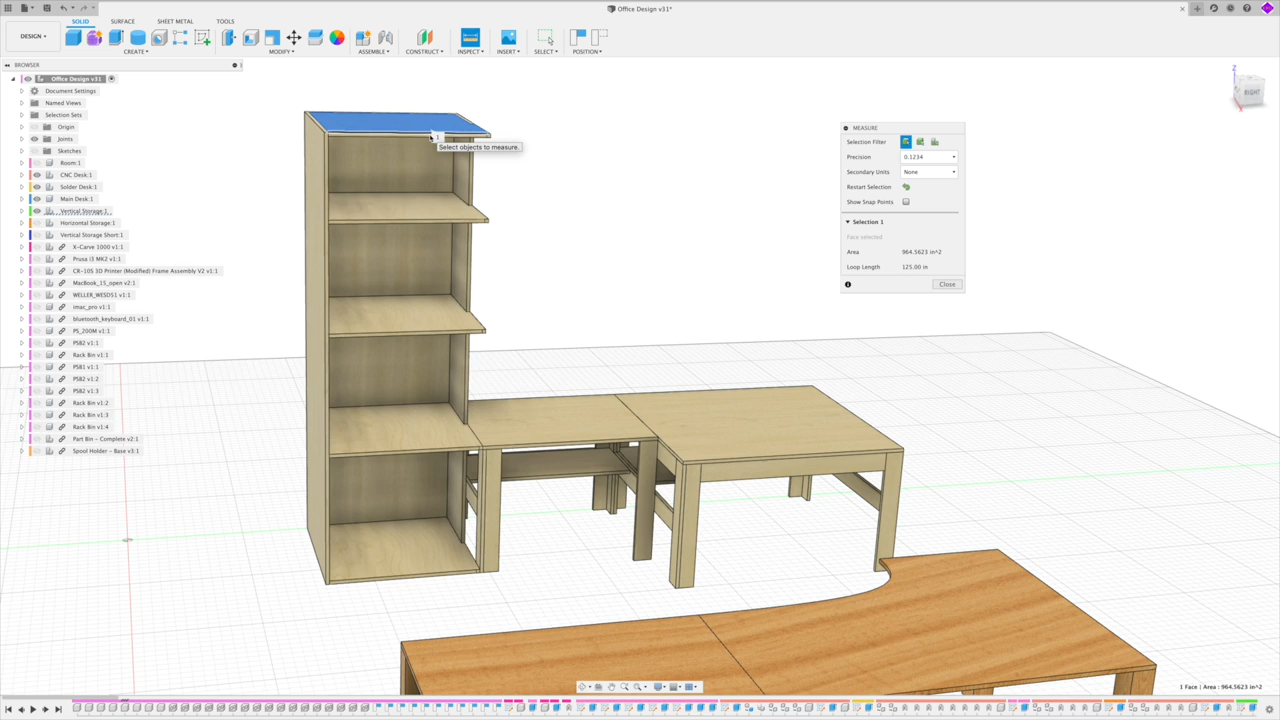 Office Design v31*
SOLID SURFACE SHEET METAL TOOLS
DESIGN
CREATE MODIFY ASSEMBLE CONSTRUCT INSPECT INSERT SELECT POSITION
BROWSER
Office Design v31
Document Settings
Named Views
Selection Sets
Origin
Joints
Sketches
Room:1
CNC Desk:1
Solder Desk:1
Main Desk:1
Vertical Storage:1
Horizontal Storage:1
Vertical Storage Short:1
X-Carve 1000 v1:1
Prusa i3 MK2 v1:1
CR-10S 3D Printer (Modified) Frame Assembly V2 v1:1
MacBook_15_open v2:1
WELLER_WESD51 v1:1
imac_pro v1:1
bluetooth_keyboard_01 v1:1
PS_200M v1:1
PSB2 v1:1
Rack Bin v1:1
PSB1 v1:1
PSB2 v1:2
PSB2 v1:3
Rack Bin v1:2
Rack Bin v1:3
Rack Bin v1:4
Part Bin - Complete v2:1
Spool Holder - Base v3:1
1
Select objects to measure.
Z
RIGHT
MEASURE
Selection Filter
Precision 0.1234
Secondary Units None
Restart Selection
Show Snap Points
Selection 1
Face selected
Area 964.5623 in^2
Loop Length 125.00 in
Close
1 Face | Area : 964.5623 in^2